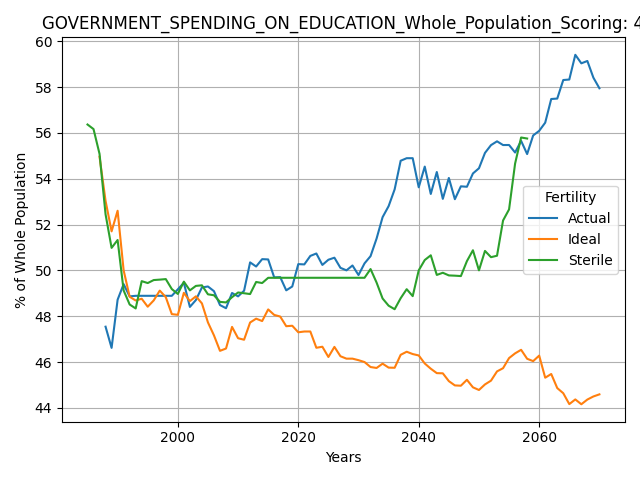 GOVERNMENT_SPENDING_ON_EDUCATION_Whole_Population_Scoring: 4
60
58
56
54
52
50
48
46
44
% of Whole Population
Fertility
Actual
Ideal
Sterile
2000 2020 2040 2060
Years